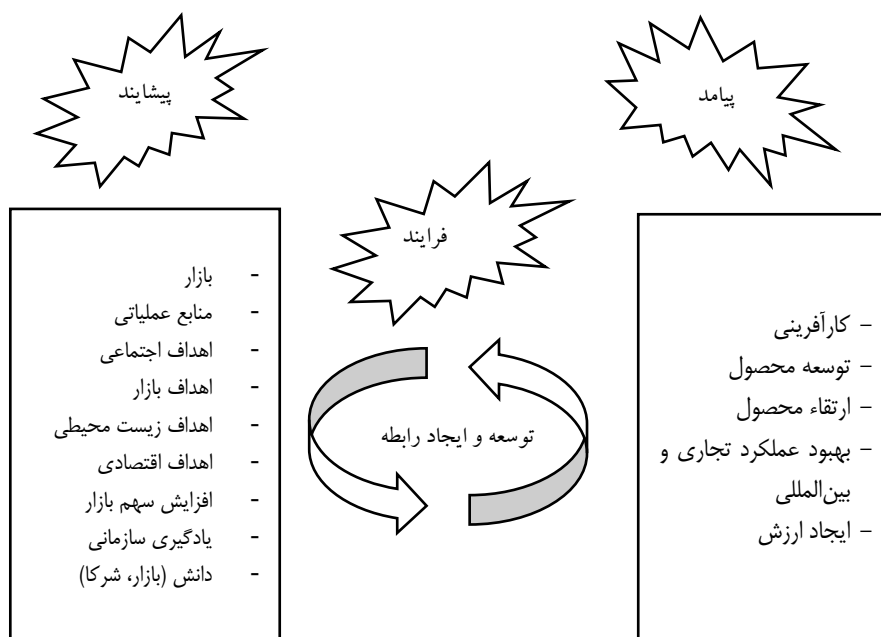 پیشایند
- بازار
- منابع عملیاتی
- اهداف اجتماعی
- اهداف بازار
- اهداف زیست محیطی
- اهداف اقتصادی
- افزایش سهم بازار
- یادگیری سازمانی
- دانش (بازار، شرکا)
فرایند
توسعه و ایجاد رابطه
پیامد
- کارآفرینی
- توسعه محصول
- ارتقاء محصول
- بهبود عملکرد تجاری و
بین‌المللی
- ایجاد ارزش